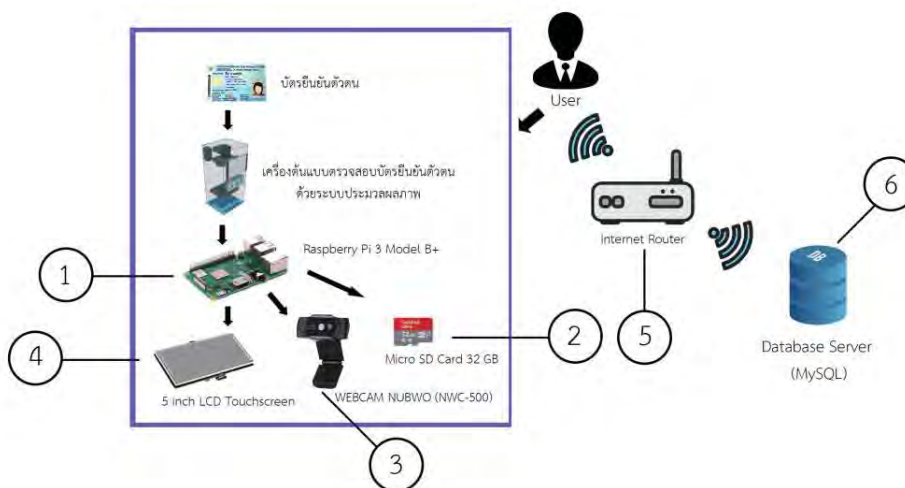 บัตรยืนยันตัวตน
User
เครื่องต้นแบบตรวจสอบบัตรยืนยันตัวตน
ด้วยระบบประมวลผลภาพ
Raspberry Pi 3 Model B+
Internet Router
DB
1
2
3
4
5
6
Micro SD Card 32 GB
5 inch LCD Touchscreen
WEBCAM NUBWO (NWC-500)
Database Server
(MySQL)